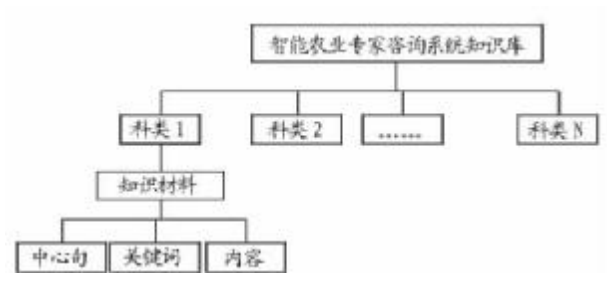 智能农业专家咨询系统知识库
科类 1
科类 2
……
科类 N
知识材料
中心句
关键词
内容